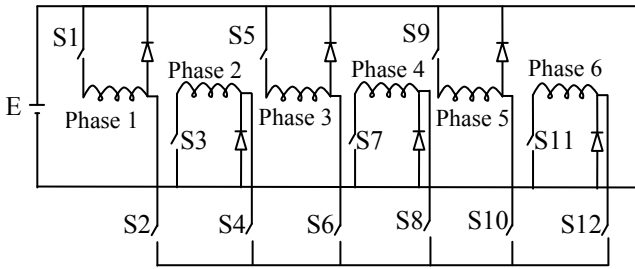 S1
S5
S9
Phase 2
Phase 4
Phase 6
E
Phase 1
Phase 3
Phase 5
S3
S7
S11
S2
S4
S6
S8
S10
S12